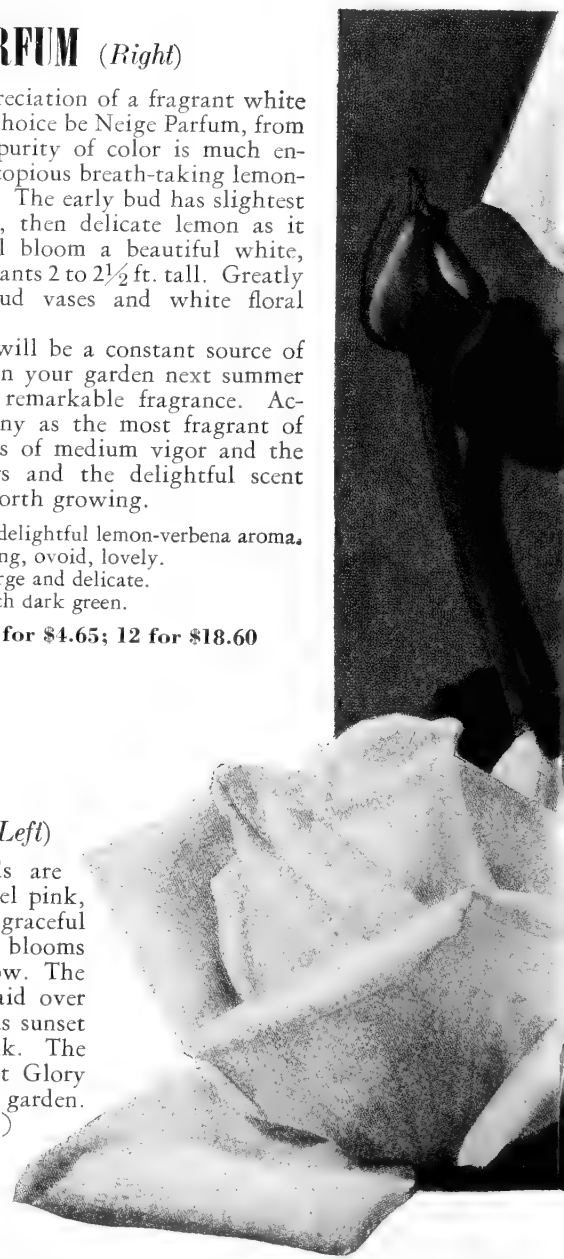 RFUM (Right)
reciation of a fragrant white
hoice be Neige Parfum, from
purity of color is much en-
copious breath-taking lemon-
The early bud has slightest
, then delicate lemon as it
l bloom a beautiful white,
ants 2 to 2½ ft. tall. Greatly
ud vases and white floral
will be a constant source of
n your garden next summer
remarkable fragrance. Ac-
ny as the most fragrant of
s of medium vigor and the
rs and the delightful scent
orth growing.
delightful lemon-verbena aroma.
ng, ovoid, lovely.
rge and delicate.
ch dark green.
for $4.65; 12 for $18.60
Left)
s are
el pink,
graceful
blooms
ow. The
aid over
s sunset
k. The
t Glory
garden.
)